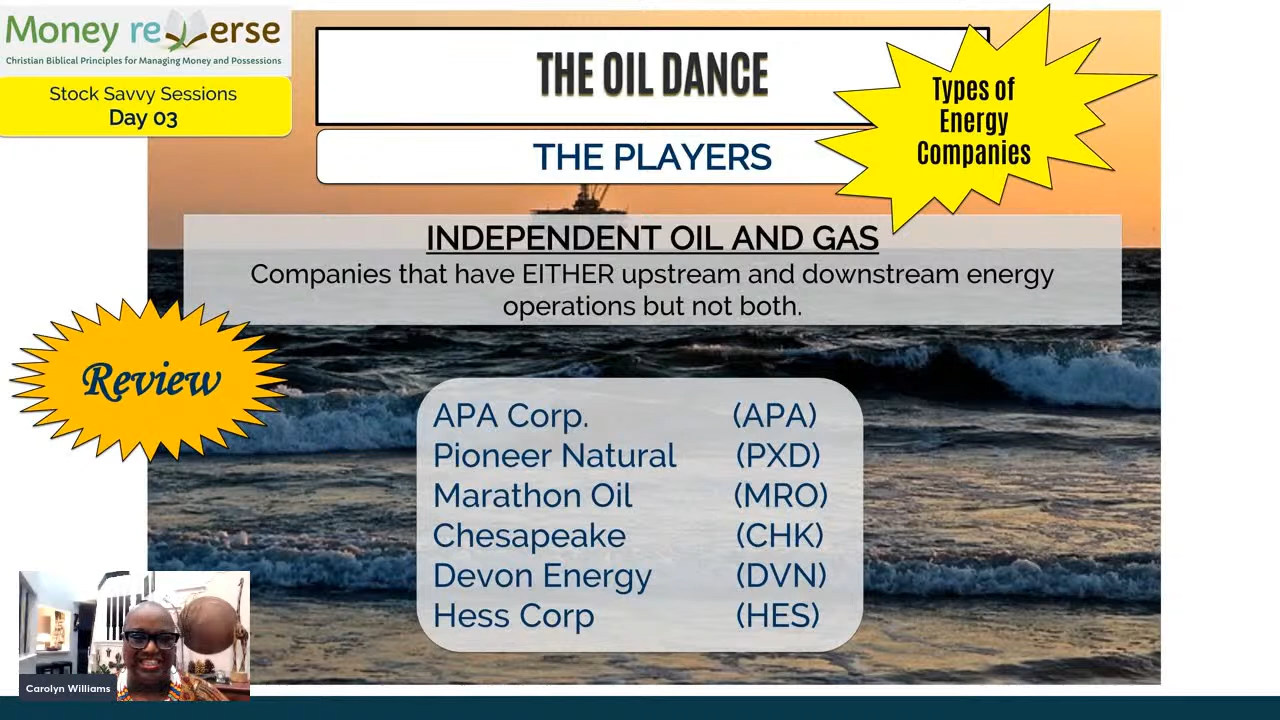 Money reVerse
Christian Biblical Principles for Managing Money and Possessions
Stock Savvy Sessions
Day 03
THE OIL DANCE
THE PLAYERS
Types of
Energy
Companies
INDEPENDENT OIL AND GAS
Companies that have EITHER upstream and downstream energy
operations but not both.
Review
APA Corp. (APA)
Pioneer Natural (PXD)
Marathon Oil (MRO)
Chesapeake (CHK)
Devon Energy (DVN)
Hess Corp (HES)
Carolyn Williams